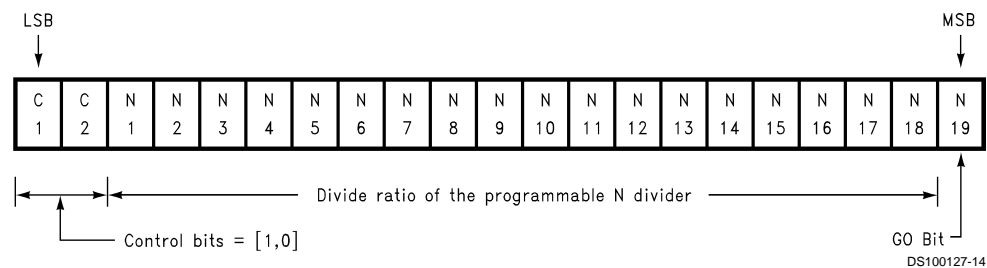 LSB MSB
C C N N N N N N N N N N N N N N N N N N N
1 2 1 2 3 4 5 6 7 8 9 10 11 12 13 14 15 16 17 18 19
Divide ratio of the programmable N divider
Control bits = [1,0]
GO Bit
DS100127-14